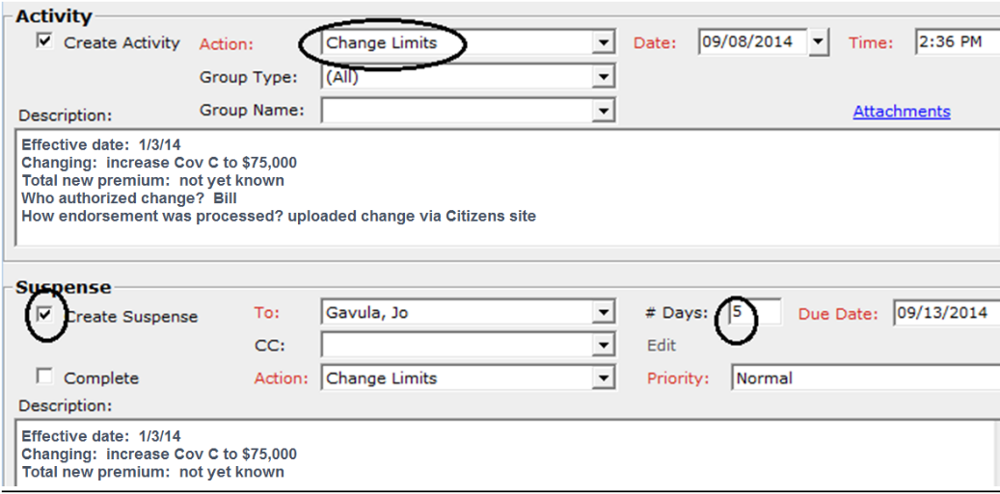 Activity
Create Activity Action: Change Limits Date: 09/08/2014 Time: 2:36 PM
Group Type: (All)
Description: Group Name: Attachments
Effective date: 1/3/14
Changing: increase Cov C to $75,000
Total new premium: not yet known
Who authorized change? Bill
How endorsement was processed? uploaded change via Citizens site
Suspense
Create Suspense To: Gavula, Jo # Days: 5 Due Date: 09/13/2014
CC: Edit
Complete Action: Change Limits Priority: Normal
Description:
Effective date: 1/3/14
Changing: increase Cov C to $75,000
Total new premium: not yet known